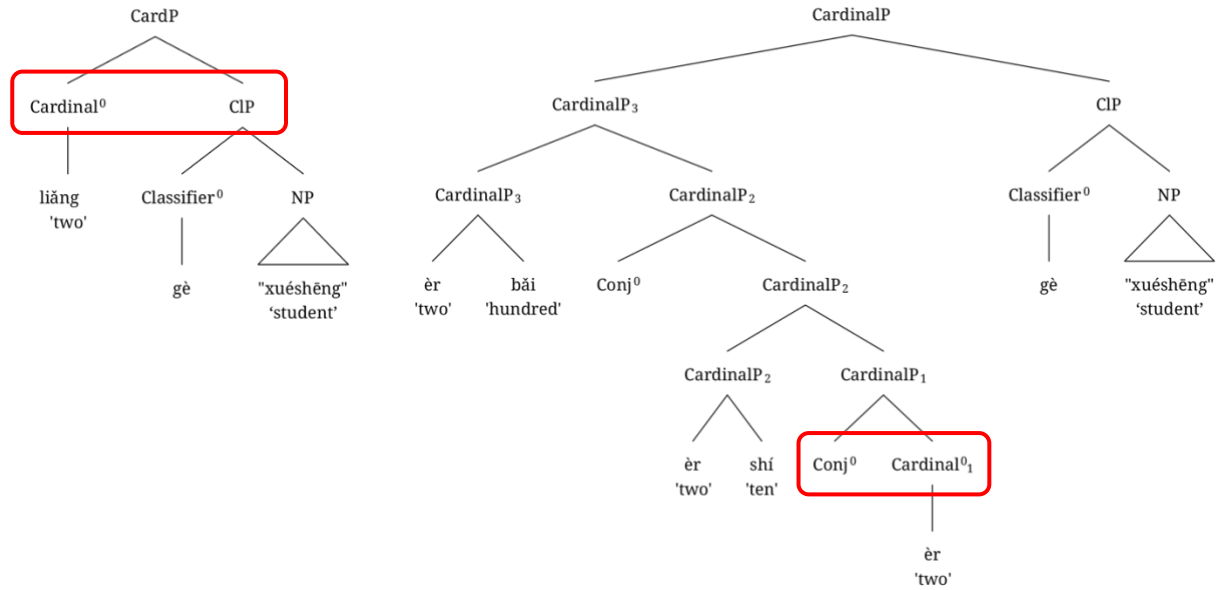 CardP
Cardinal⁰ ClP
liǎng
'two'
Classifier⁰ NP
gè
"xuéshēng"
‘student’
CardinalP
CardinalP₃ ClP
CardinalP₃ CardinalP₂
Classifier⁰ NP
èr
'two'
bǎi
'hundred'
Conj⁰ CardinalP₂
gè
"xuéshēng"
‘student’
CardinalP₂ CardinalP₁
èr
'two'
shí
'ten'
Conj⁰ Cardinal⁰₁
èr
'two'